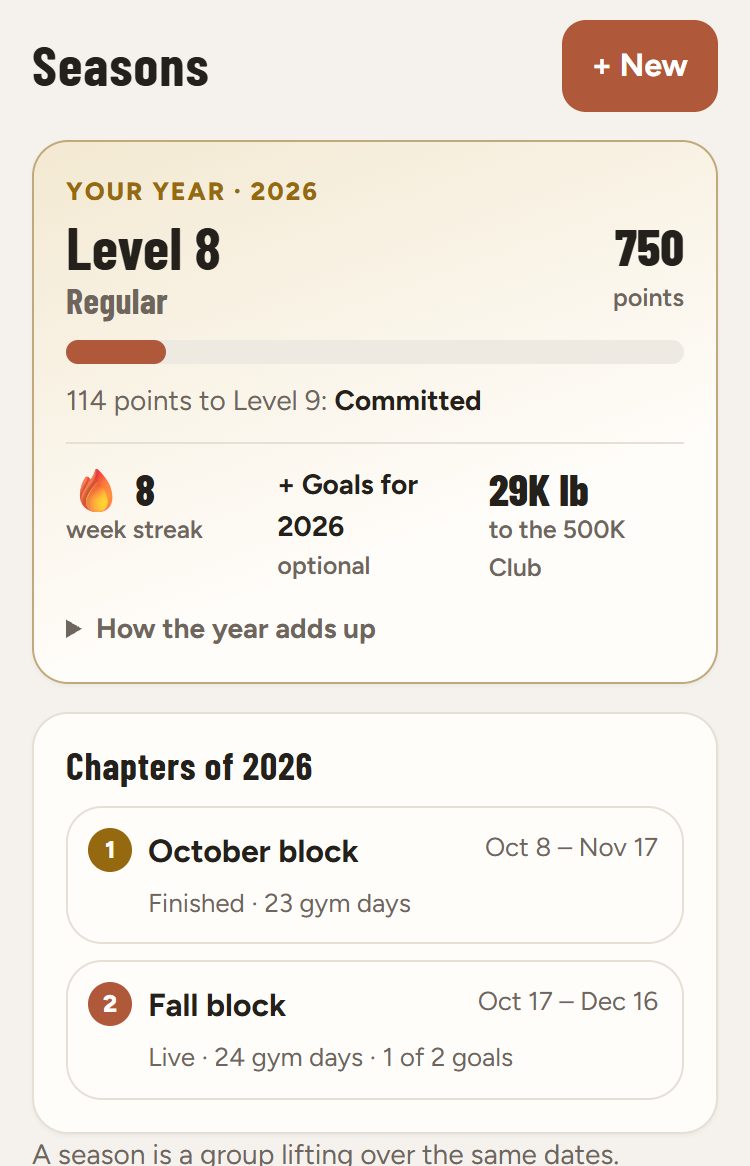 Seasons
+ New
YOUR YEAR · 2026
Level 8
750
Regular
points
114 points to Level 9: Committed
8
week streak
+ Goals for
2026
optional
29K lb
to the 500K
Club
How the year adds up
Chapters of 2026
1
October block
Oct 8 – Nov 17
Finished · 23 gym days
2
Fall block
Oct 17 – Dec 16
Live · 24 gym days · 1 of 2 goals
A season is a group lifting over the same dates.